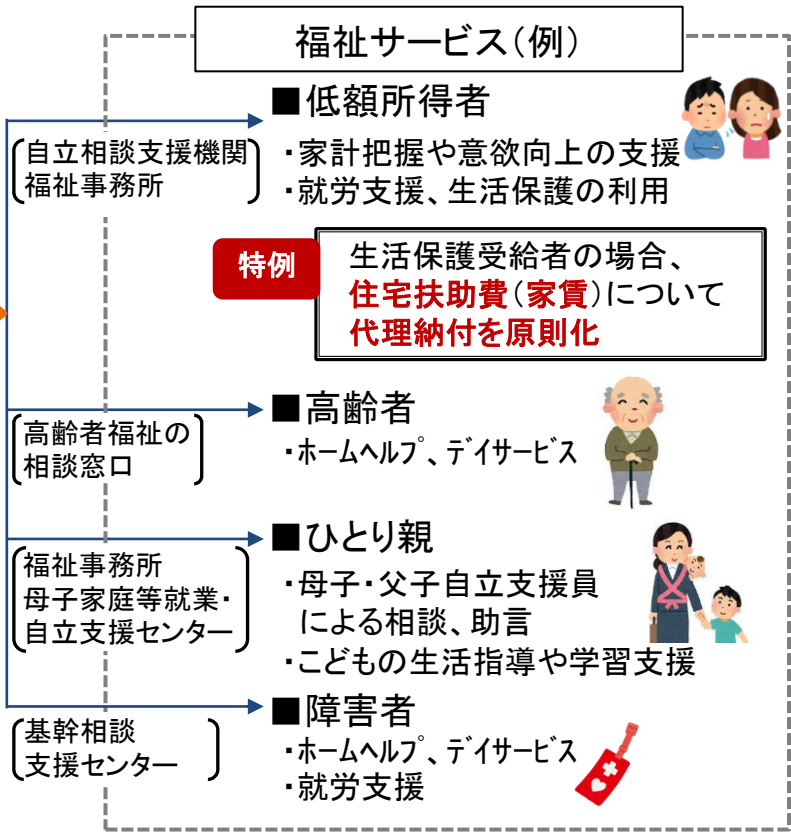 福祉サービス(例)
■低額所得者
自立相談支援機関
福祉事務所
・家計把握や意欲向上の支援
・就労支援、生活保護の利用
特例
生活保護受給者の場合、
住宅扶助費(家賃)について
代理納付を原則化
■高齢者
高齢者福祉の
相談窓口
・ホームヘルプ、デイサービス
■ひとり親
福祉事務所
母子家庭等就業・
自立支援センター
・母子・父子自立支援員
による相談、助言
・こどもの生活指導や学習支援
■障害者
基幹相談
支援センター
・ホームヘルプ、デイサービス
・就労支援